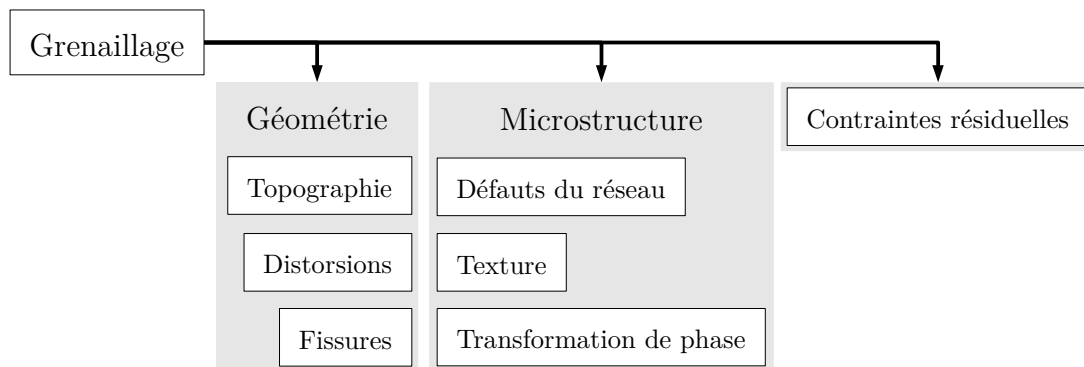 Grenaillage
Géométrie
Topographie
Distorsions
Fissures
Microstructure
Défauts du réseau
Texture
Transformation de phase
Contraintes résiduelles